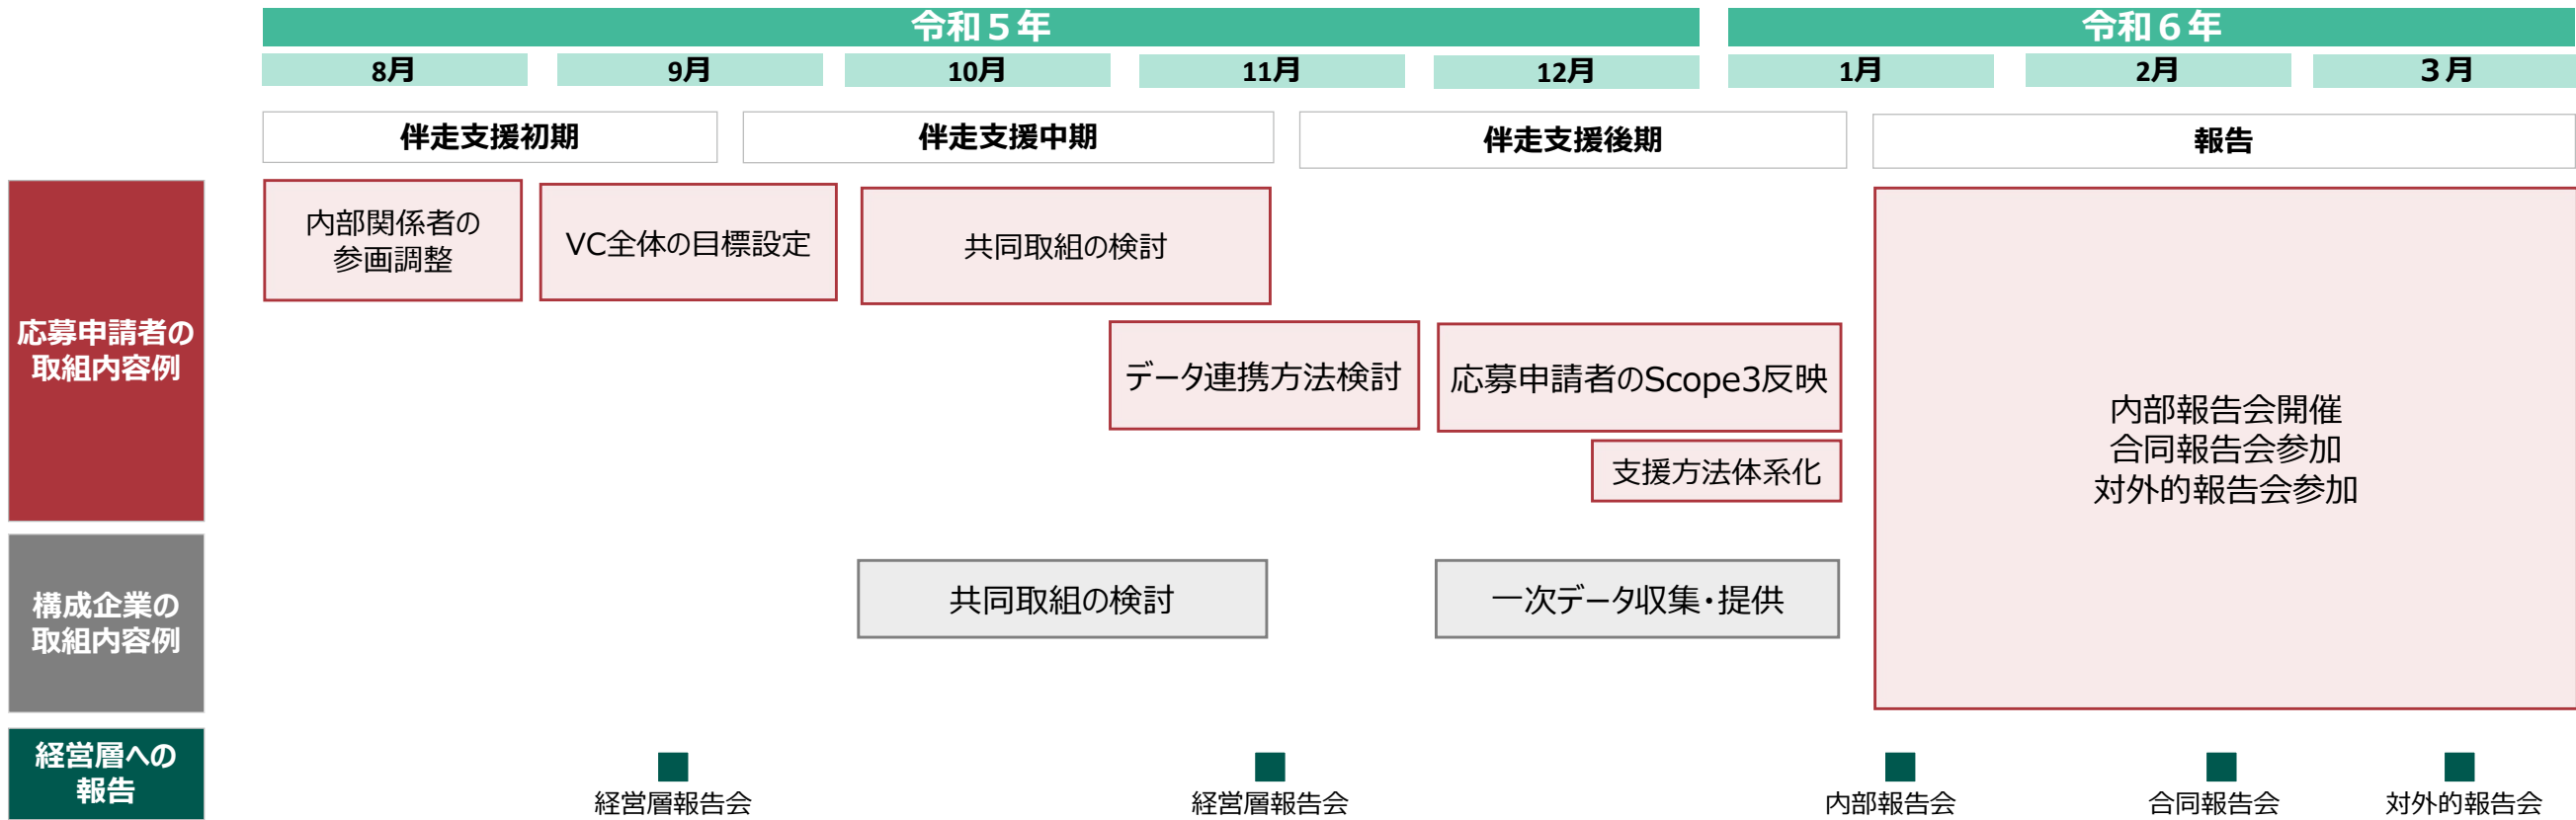 令和５年
令和６年
8月
9月
10月
11月
12月
1月
2月
３月
伴走支援初期
伴走支援中期
伴走支援後期
報告
応募申請者の
取組内容例
内部関係者の
参画調整
VC全体の目標設定
共同取組の検討
データ連携方法検討
応募申請者のScope3反映
支援方法体系化
内部報告会開催
合同報告会参加
対外的報告会参加
構成企業の
取組内容例
共同取組の検討
一次データ収集・提供
経営層への
報告
経営層報告会
経営層報告会
内部報告会
合同報告会
対外的報告会